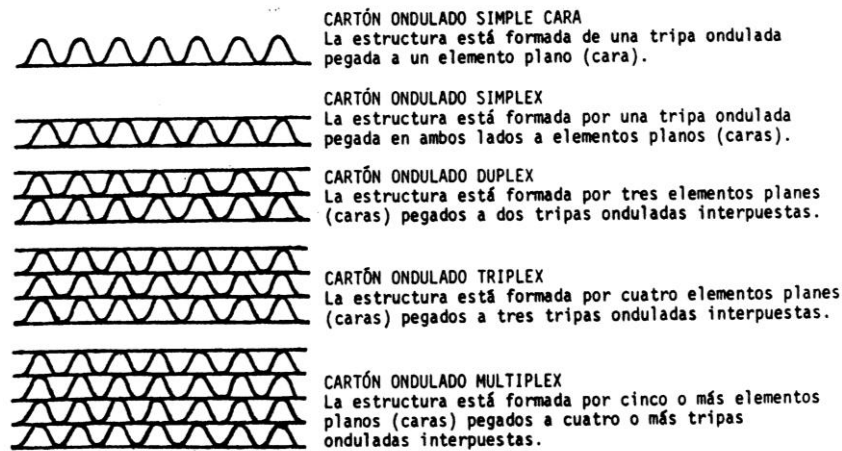 CARTÓN ONDULADO SIMPLE CARA
La estructura está formada de una tripa ondulada
pegada a un elemento plano (cara).
CARTÓN ONDULADO SIMPLEX
La estructura está formada por una tripa ondulada
pegada en ambos lados a elementos planos (caras).
CARTÓN ONDULADO DUPLEX
La estructura está formada por tres elementos planes
(caras) pegados a dos tripas onduladas interpuestas.
CARTÓN ONDULADO TRIPLEX
La estructura está formada por cuatro elementos planes
(caras) pegados a tres tripas onduladas interpuestas.
CARTÓN ONDULADO MULTIPLEX
La estructura está formada por cinco o más elementos
planos (caras) pegados a cuatro o más tripas
onduladas interpuestas.